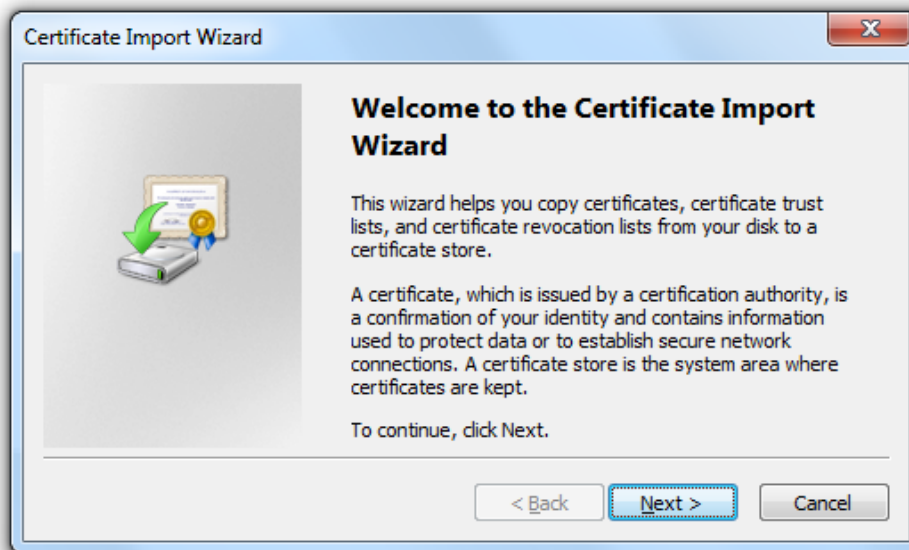 Certificate Import Wizard
Welcome to the Certificate Import
Wizard
This wizard helps you copy certificates, certificate trust
lists, and certificate revocation lists from your disk to a
certificate store.
A certificate, which is issued by a certification authority, is
a confirmation of your identity and contains information
used to protect data or to establish secure network
connections. A certificate store is the system area where
certificates are kept.
To continue, click Next.
< Back Next > Cancel